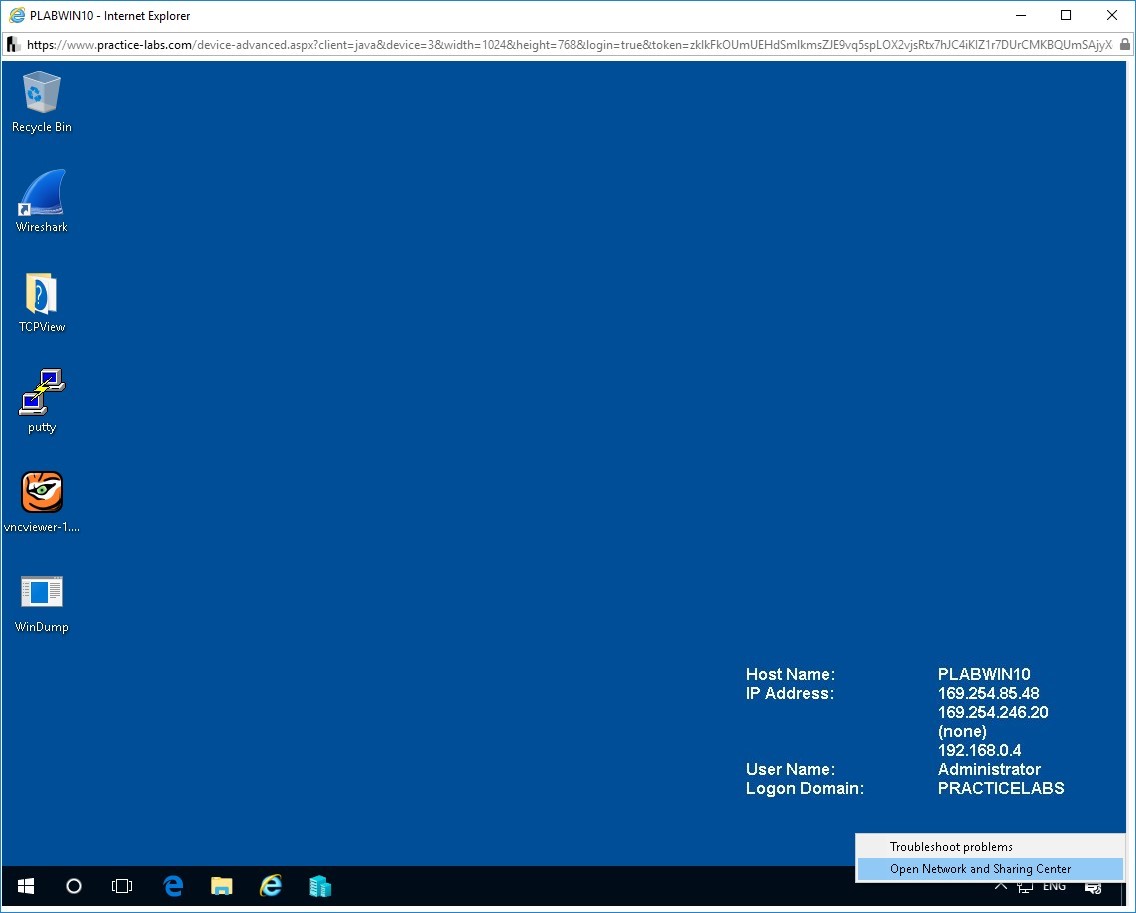 PLABWIN10 - Internet Explorer
https://www.practice-labs.com/device-advanced.aspx?client=java&device=3&width=1024&height=768&login=true&token=zklkFkOUmUEHdSmlkmsZJE9vq5spLOX2vjsRtx7hJC4iKlZ1r7DUrCMKBQUmSAjyX
Recycle Bin
Wireshark
TCPView
putty
vncviewer-1....
WinDump
Host Name: PLABWIN10
IP Address: 169.254.85.48
169.254.246.20
(none)
192.168.0.4
User Name: Administrator
Logon Domain: PRACTICELABS
Troubleshoot problems
Open Network and Sharing Center
ENG